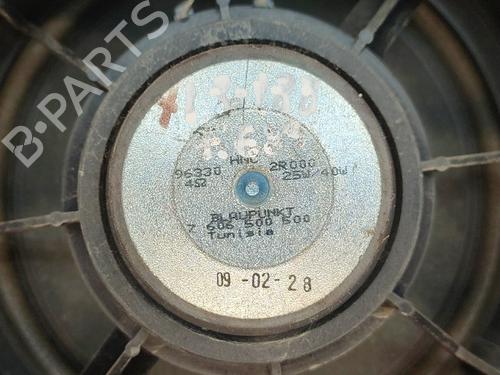 B-PARTS
HMC
96330 2R000
4Ω 25W/40W
BLAUPUNKT
7 606 500 500
Tunisia
09-02-28